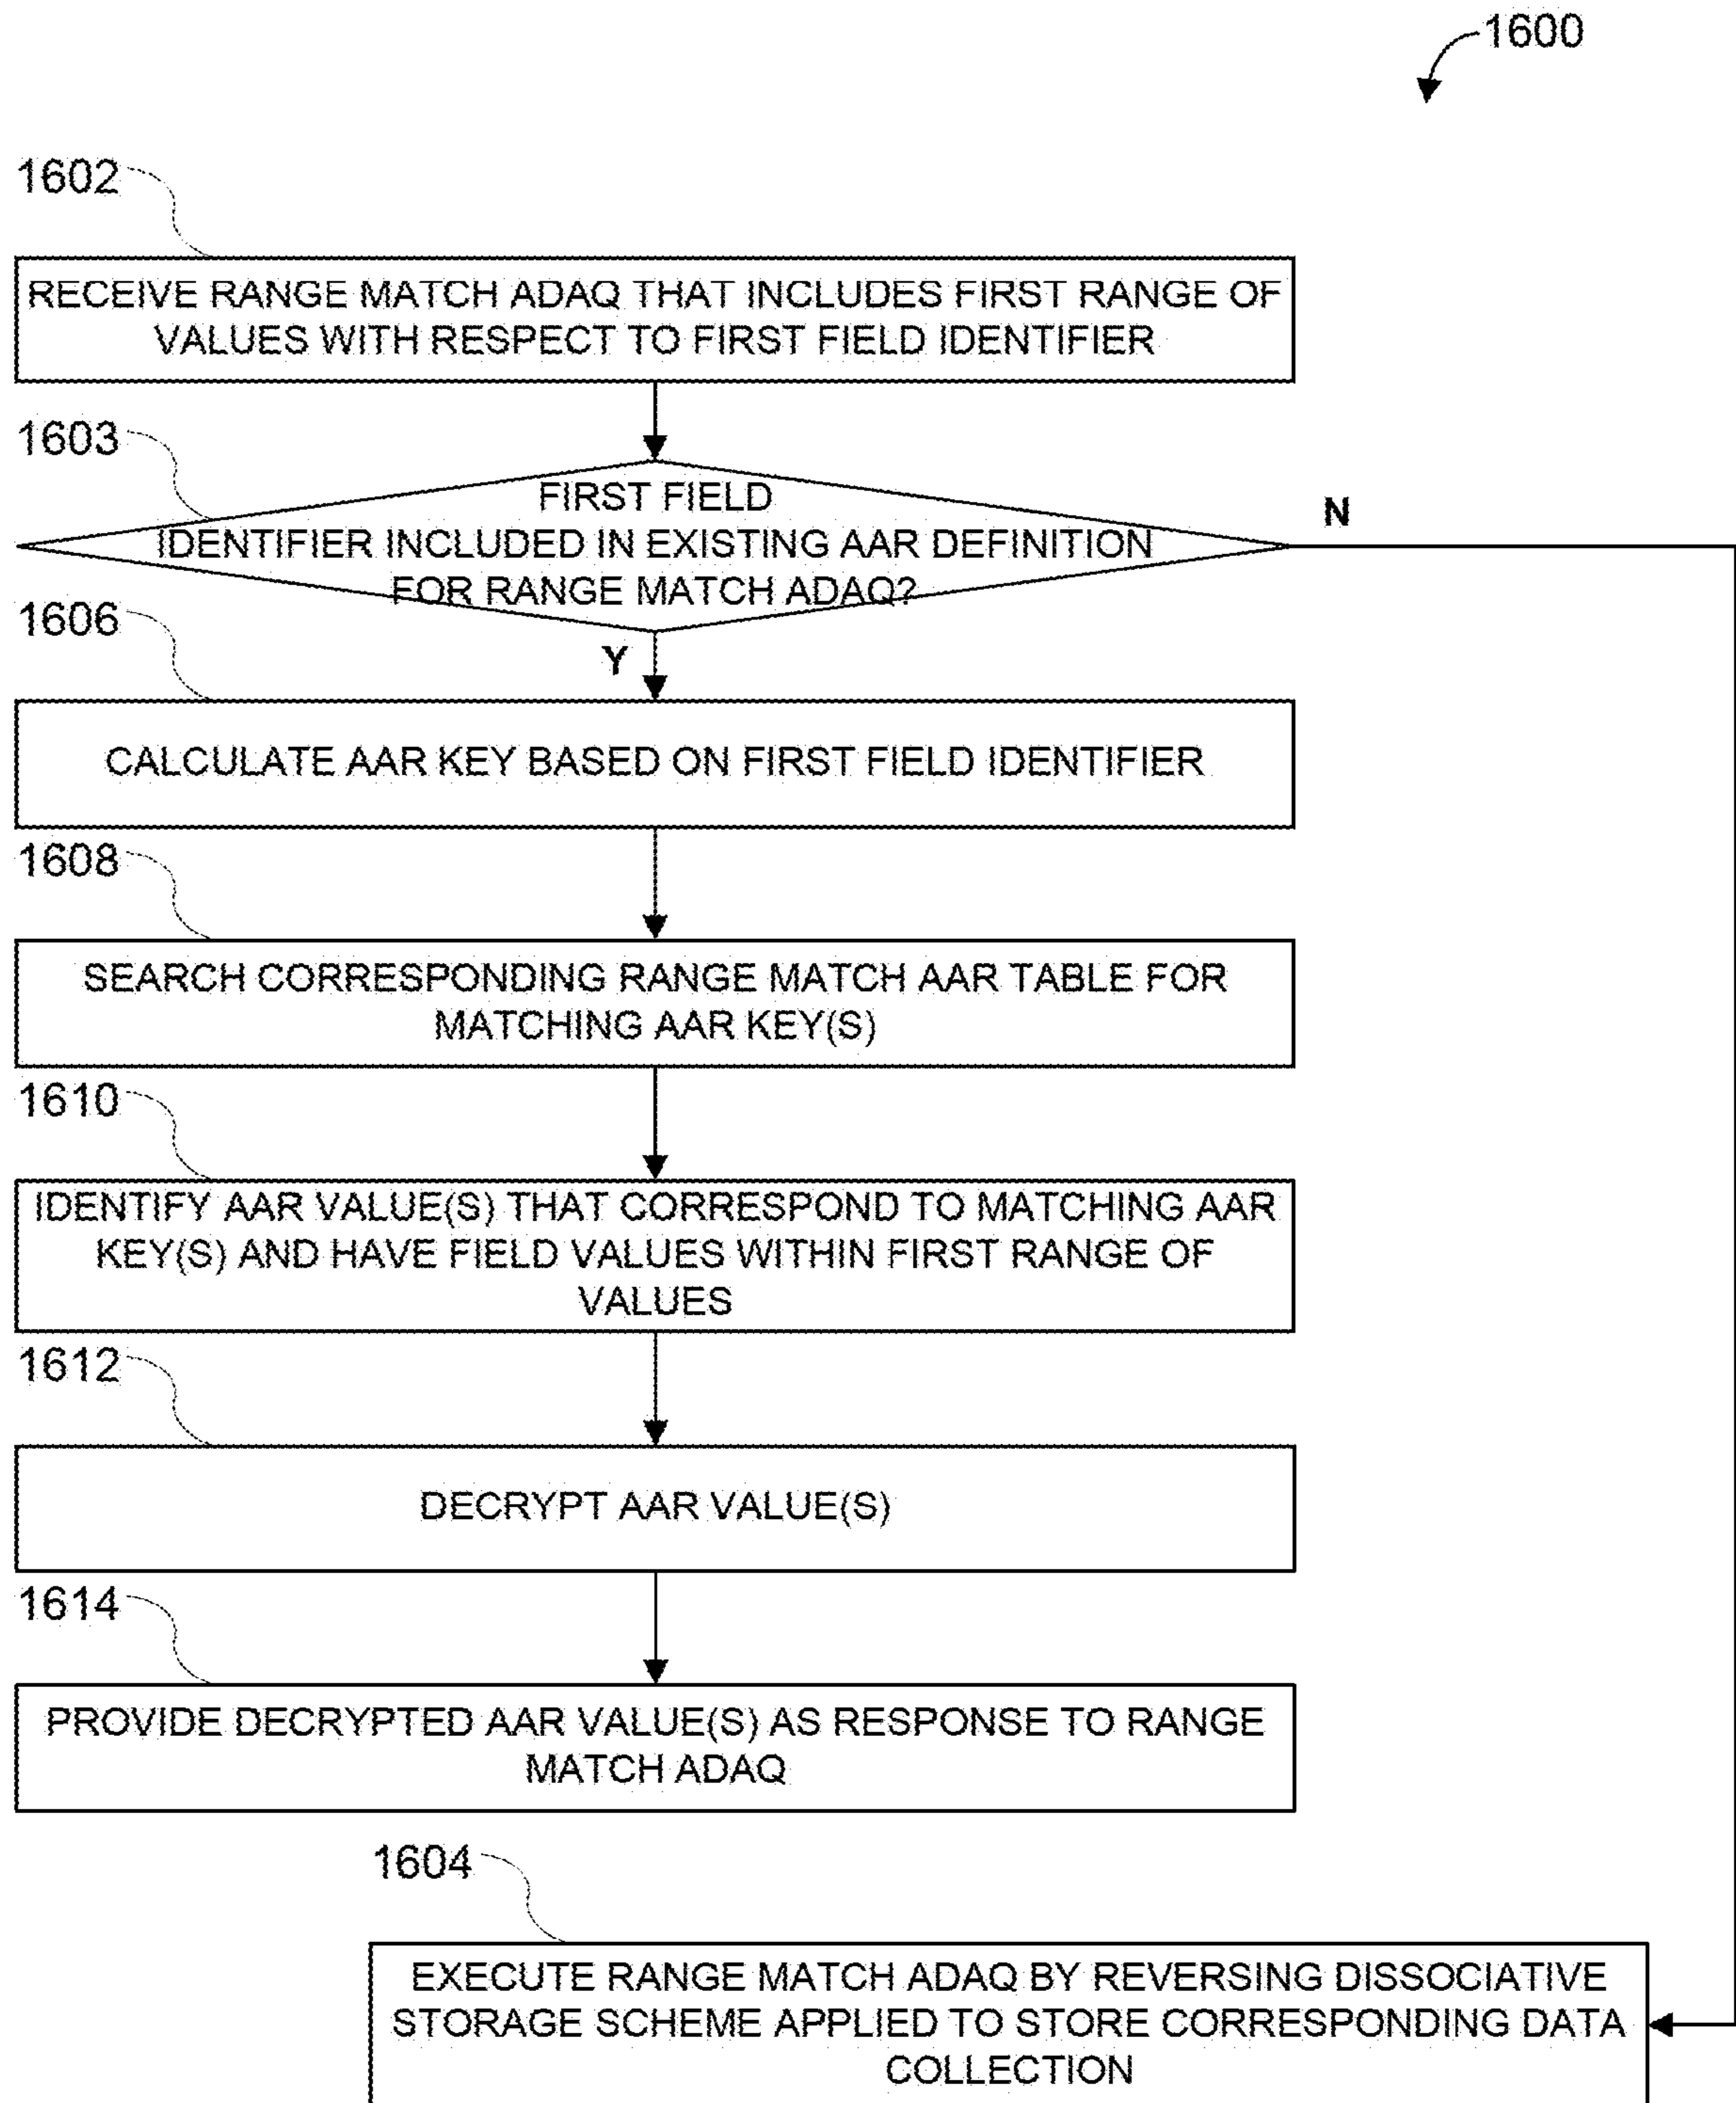 1600
1602
RECEIVE RANGE MATCH ADAQ THAT INCLUDES FIRST RANGE OF
VALUES WITH RESPECT TO FIRST FIELD IDENTIFIER
1603
FIRST FIELD
IDENTIFIER INCLUDED IN EXISTING AAR DEFINITION
FOR RANGE MATCH ADAQ?
N
Y
1606
CALCULATE AAR KEY BASED ON FIRST FIELD IDENTIFIER
1608
SEARCH CORRESPONDING RANGE MATCH AAR TABLE FOR
MATCHING AAR KEY(S)
1610
IDENTIFY AAR VALUE(S) THAT CORRESPOND TO MATCHING AAR
KEY(S) AND HAVE FIELD VALUES WITHIN FIRST RANGE OF
VALUES
1612
DECRYPT AAR VALUE(S)
1614
PROVIDE DECRYPTED AAR VALUE(S) AS RESPONSE TO RANGE
MATCH ADAQ
1604
EXECUTE RANGE MATCH ADAQ BY REVERSING DISSOCIATIVE
STORAGE SCHEME APPLIED TO STORE CORRESPONDING DATA
COLLECTION